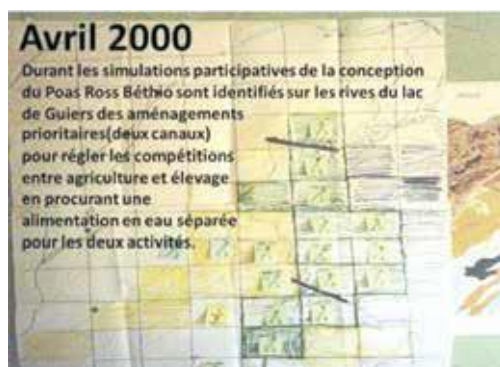 Avril 2000
Durant les simulations participatives de la conception
du Poas Ross Béthio sont identifiés sur les rives du lac
de Guiers des aménagements
prioritaires(deux canaux)
pour régler les compétitions
entre agriculture et élevage
en procurant une
alimentation en eau séparée
pour les deux activités.